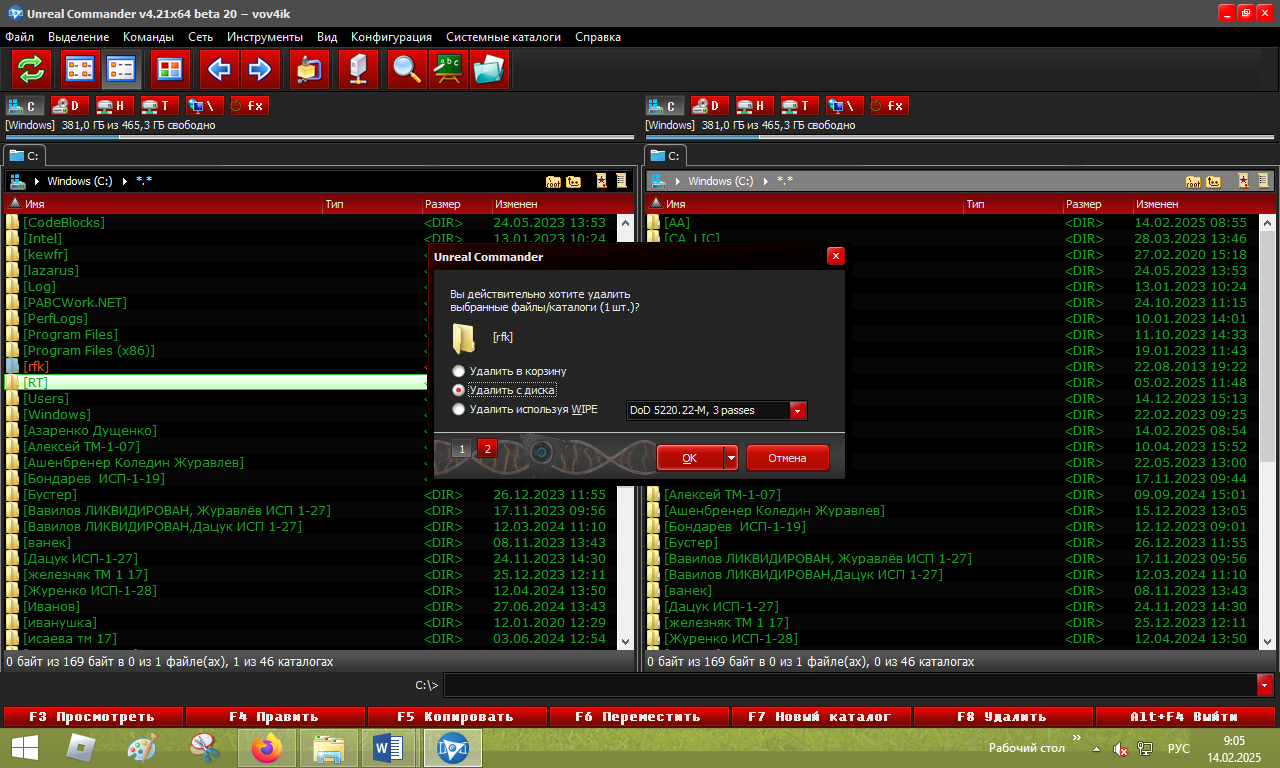 Unreal Commander v4.21x64 beta 20 – vov4ik
Файл Выделение Команды Сеть Инструменты Вид Конфигурация Системные каталоги Справка
abc
C D H T \ fx
[Windows] 381,0 ГБ из 465,3 ГБ свободно
C:
Windows (C:) *.*
Имя Тип Размер Изменен
[CodeBlocks] <DIR> 24.05.2023 13:53
[Intel] <DIR> 13.01.2023 10:24
[kewfr]
[lazarus]
[Log]
[PABCWork.NET]
[PerfLogs]
[Program Files]
[Program Files (x86)]
[rfk]
[RT]
[Users]
[Windows]
[Азаренко Дущенко]
[Алексей ТМ-1-07]
[Ашенбренер Коледин Журавлев]
[Бондарев  ИСП-1-19]
[Бустер] <DIR> 26.12.2023 11:55
[Вавилов ЛИКВИДИРОВАН, Журавлёв ИСП 1-27] <DIR> 17.11.2023 09:56
[Вавилов ЛИКВИДИРОВАН,Дацук ИСП 1-27] <DIR> 12.03.2024 11:10
[ванек] <DIR> 08.11.2023 13:43
[Дацук ИСП-1-27] <DIR> 24.11.2023 14:30
[железняк ТМ 1 17] <DIR> 25.12.2023 12:11
[Журенко ИСП-1-28] <DIR> 12.04.2024 13:50
[Иванов] <DIR> 27.06.2024 13:43
[иванушка] <DIR> 12.01.2020 12:29
[исаева тм 17] <DIR> 03.06.2024 12:54
0 байт из 169 байт в 0 из 1 файле(ах), 1 из 46 каталогах
C D H T \ fx
[Windows] 381,0 ГБ из 465,3 ГБ свободно
C:
Windows (C:) *.*
Имя Тип Размер Изменен
[AA] <DIR> 14.02.2025 08:55
[CA_LIC] <DIR> 28.03.2023 13:46
<DIR> 27.02.2020 15:18
<DIR> 24.05.2023 13:53
<DIR> 13.01.2023 10:24
<DIR> 24.10.2023 11:15
<DIR> 10.01.2023 14:01
<DIR> 11.10.2023 14:33
<DIR> 19.01.2023 11:43
<DIR> 22.08.2013 19:22
<DIR> 05.02.2025 11:48
<DIR> 14.12.2023 15:13
<DIR> 22.02.2023 09:25
<DIR> 14.02.2025 08:54
<DIR> 10.04.2023 15:52
<DIR> 22.05.2023 13:00
<DIR> 17.11.2023 09:44
[Алексей ТМ-1-07] <DIR> 09.09.2024 15:01
[Ашенбренер Коледин Журавлев] <DIR> 15.12.2023 13:05
[Бондарев  ИСП-1-19] <DIR> 12.12.2023 09:01
[Бустер] <DIR> 26.12.2023 11:55
[Вавилов ЛИКВИДИРОВАН, Журавлёв ИСП 1-27] <DIR> 17.11.2023 09:56
[Вавилов ЛИКВИДИРОВАН,Дацук ИСП 1-27] <DIR> 12.03.2024 11:10
[ванек] <DIR> 08.11.2023 13:43
[Дацук ИСП-1-27] <DIR> 24.11.2023 14:30
[железняк ТМ 1 17] <DIR> 25.12.2023 12:11
[Журенко ИСП-1-28] <DIR> 12.04.2024 13:50
0 байт из 169 байт в 0 из 1 файле(ах), 0 из 46 каталогах
Unreal Commander
Вы действительно хотите удалить
выбранные файлы/каталоги (1 шт.)?
[rfk]
Удалить в корзину
Удалить с диска
Удалить используя WIPE DoD 5220.22-M, 3 passes
1 2 OK Отмена
C:\>
F3 Просмотреть F4 Править F5 Копировать F6 Переместить F7 Новый каталог F8 Удалить Alt+F4 Выйти
Рабочий стол » РУС
9:05
14.02.2025